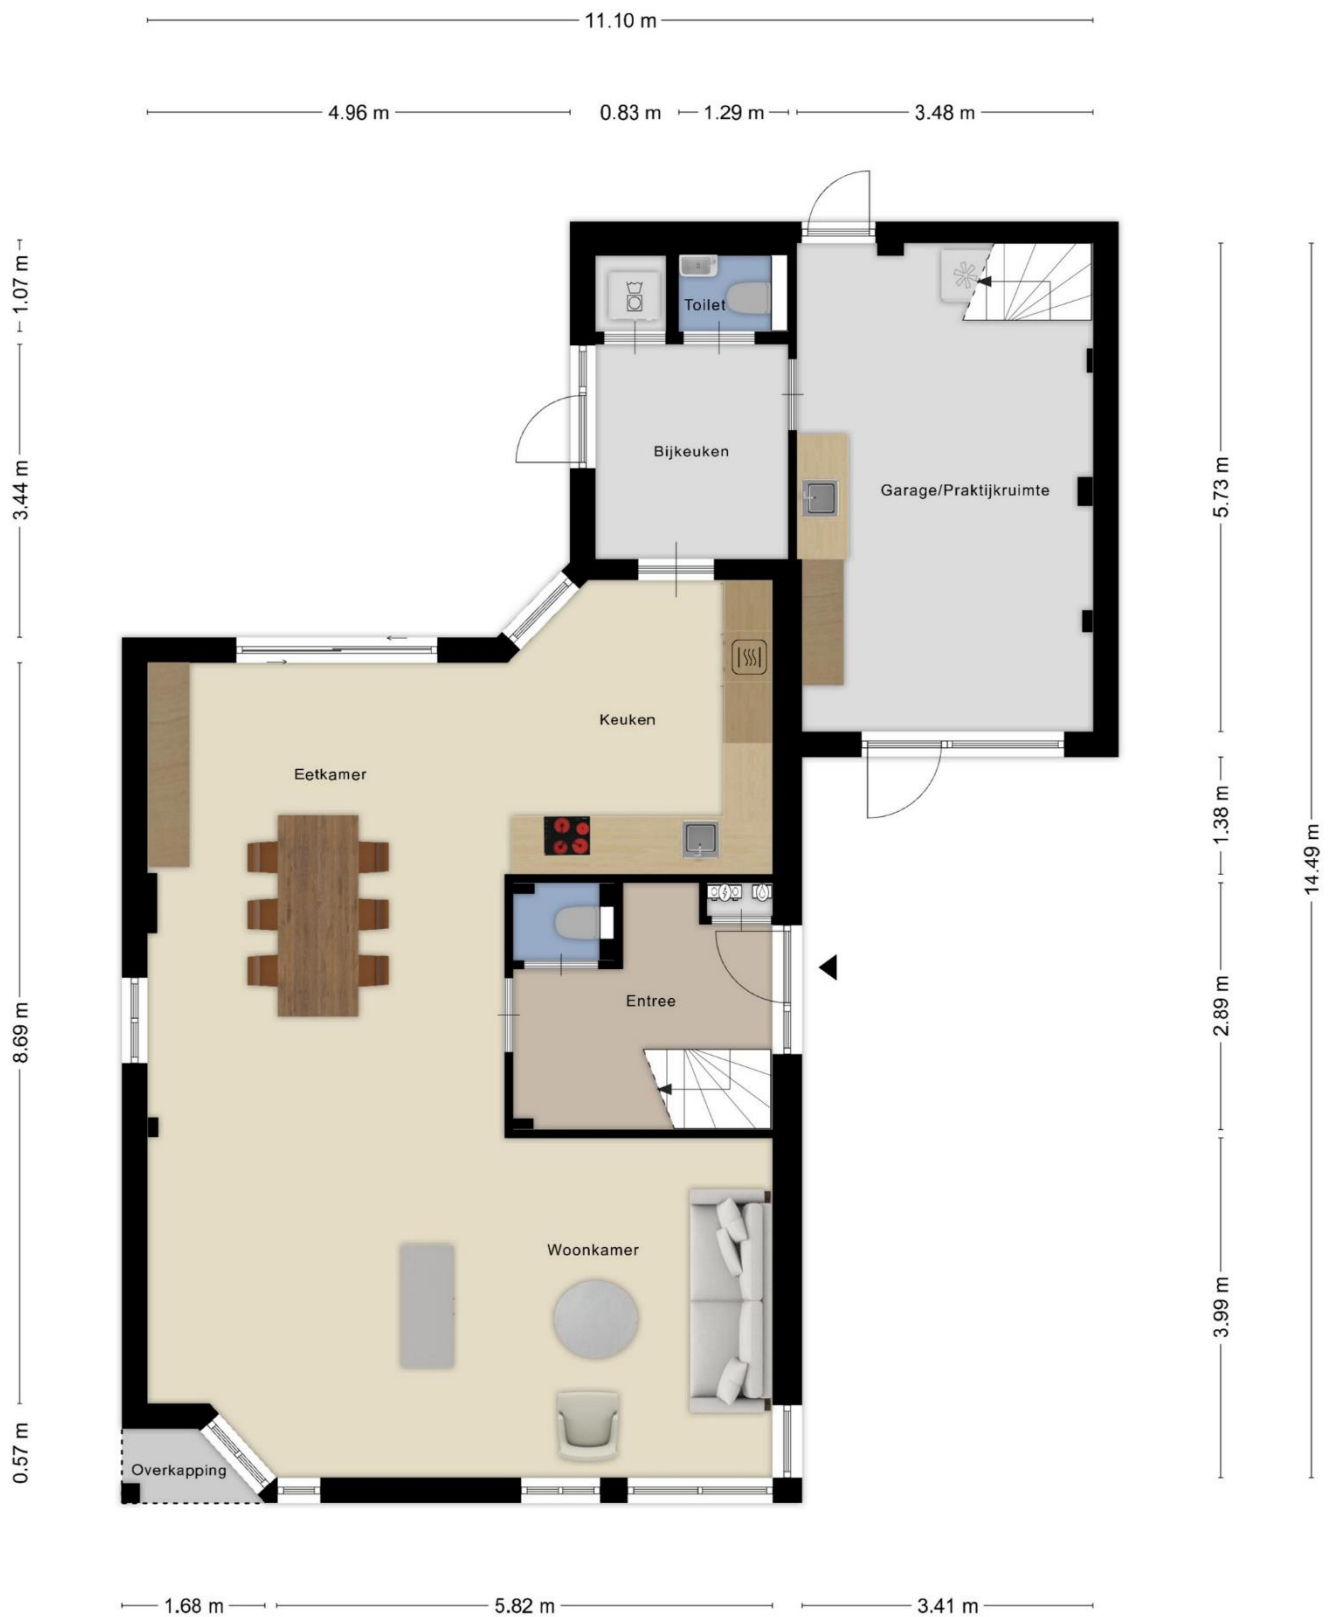 11.10 m
4.96 m
0.83 m
1.29 m
3.48 m
1.07 m
3.44 m
8.69 m
0.57 m
5.73 m
1.38 m
2.89 m
3.99 m
14.49 m
Toilet
Bijkeuken
Garage/Praktijkruimte
Keuken
Eetkamer
Entree
Woonkamer
Overkapping
1.68 m
5.82 m
3.41 m